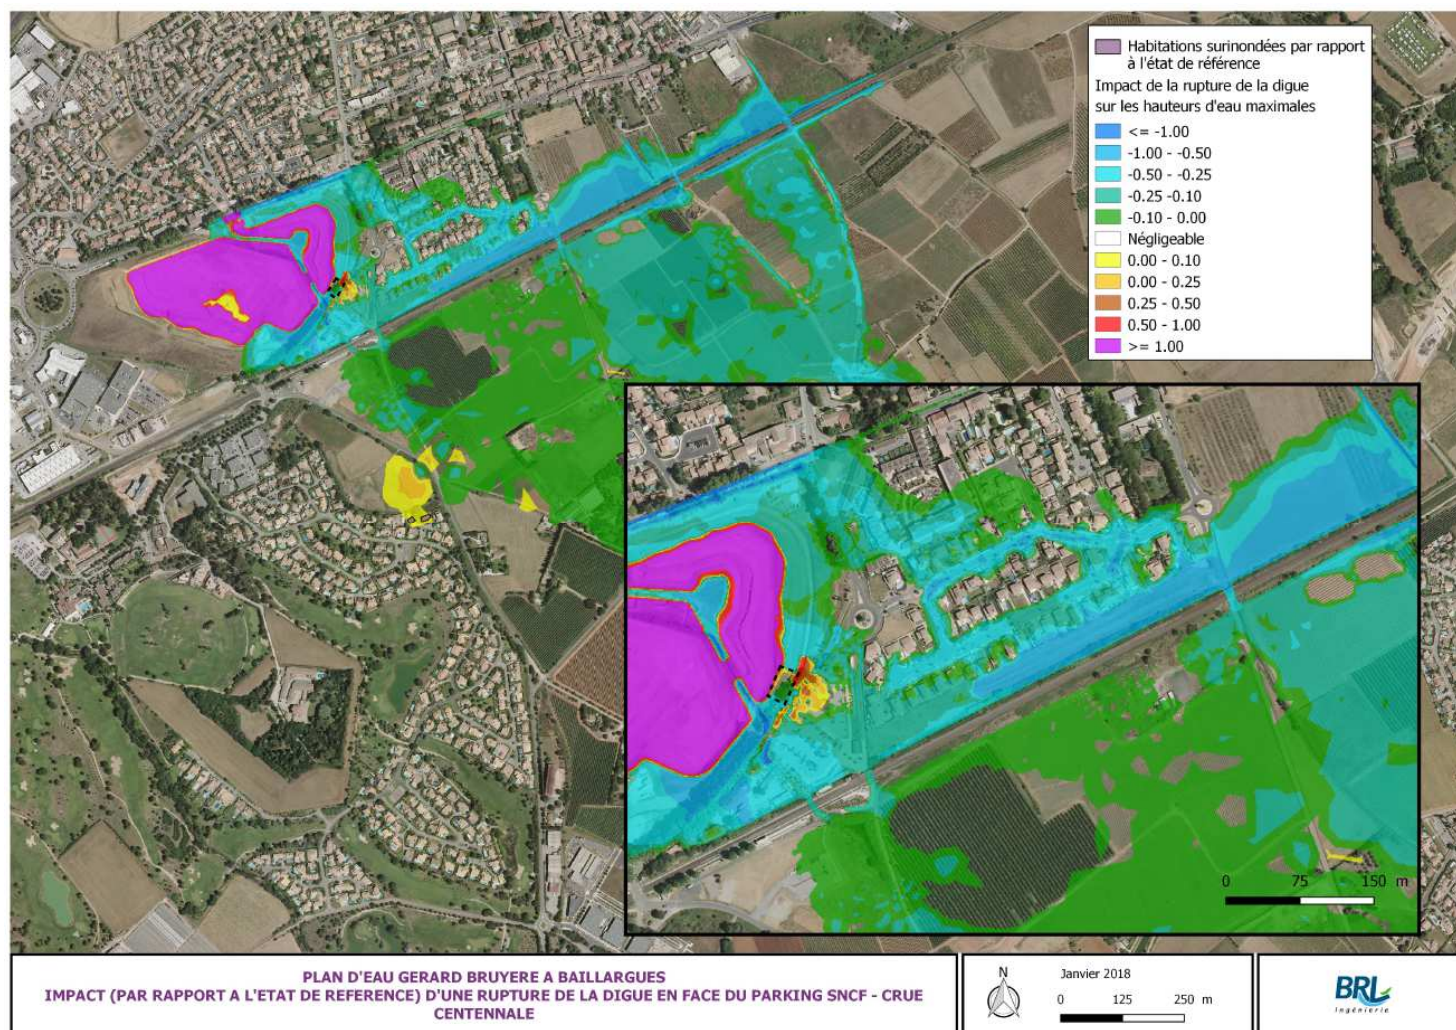 Habitations surinondées par rapport
à l'état de référence
Impact de la rupture de la digue
sur les hauteurs d'eau maximales
<= -1.00
-1.00 - -0.50
-0.50 - -0.25
-0.25 -0.10
-0.10 - 0.00
Négligeable
0.00 - 0.10
0.00 - 0.25
0.25 - 0.50
0.50 - 1.00
>= 1.00
0 75 150 m
PLAN D'EAU GERARD BRUYERE A BAILLARGUES
IMPACT (PAR RAPPORT A L'ETAT DE REFERENCE) D'UNE RUPTURE DE LA DIGUE EN FACE DU PARKING SNCF - CRUE
CENTENNALE
N
Janvier 2018
0 125 250 m
BRL
Ingénierie